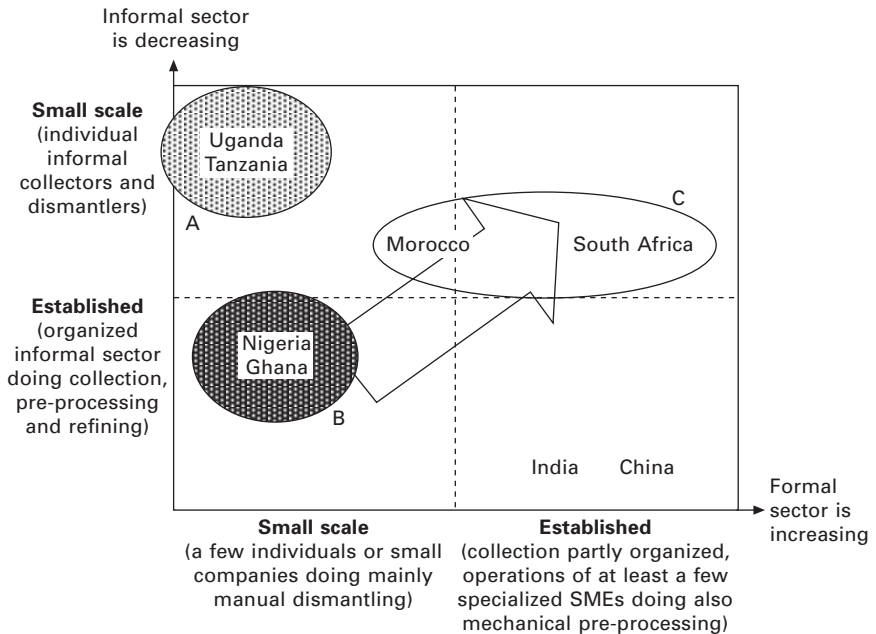 Informal sector
is decreasing
Small scale
(individual
informal
collectors and
dismantlers)
Uganda
Tanzania
A
C
Morocco
South Africa
Established
(organized
informal sector
doing collection,
pre-processing
and refining)
Nigeria
Ghana
B
India China
Formal
sector is
increasing
Small scale
(a few individuals or small
companies doing mainly
manual dismantling)
Established
(collection partly organized,
operations of at least a few
specialized SMEs doing also
mechanical pre-processing)